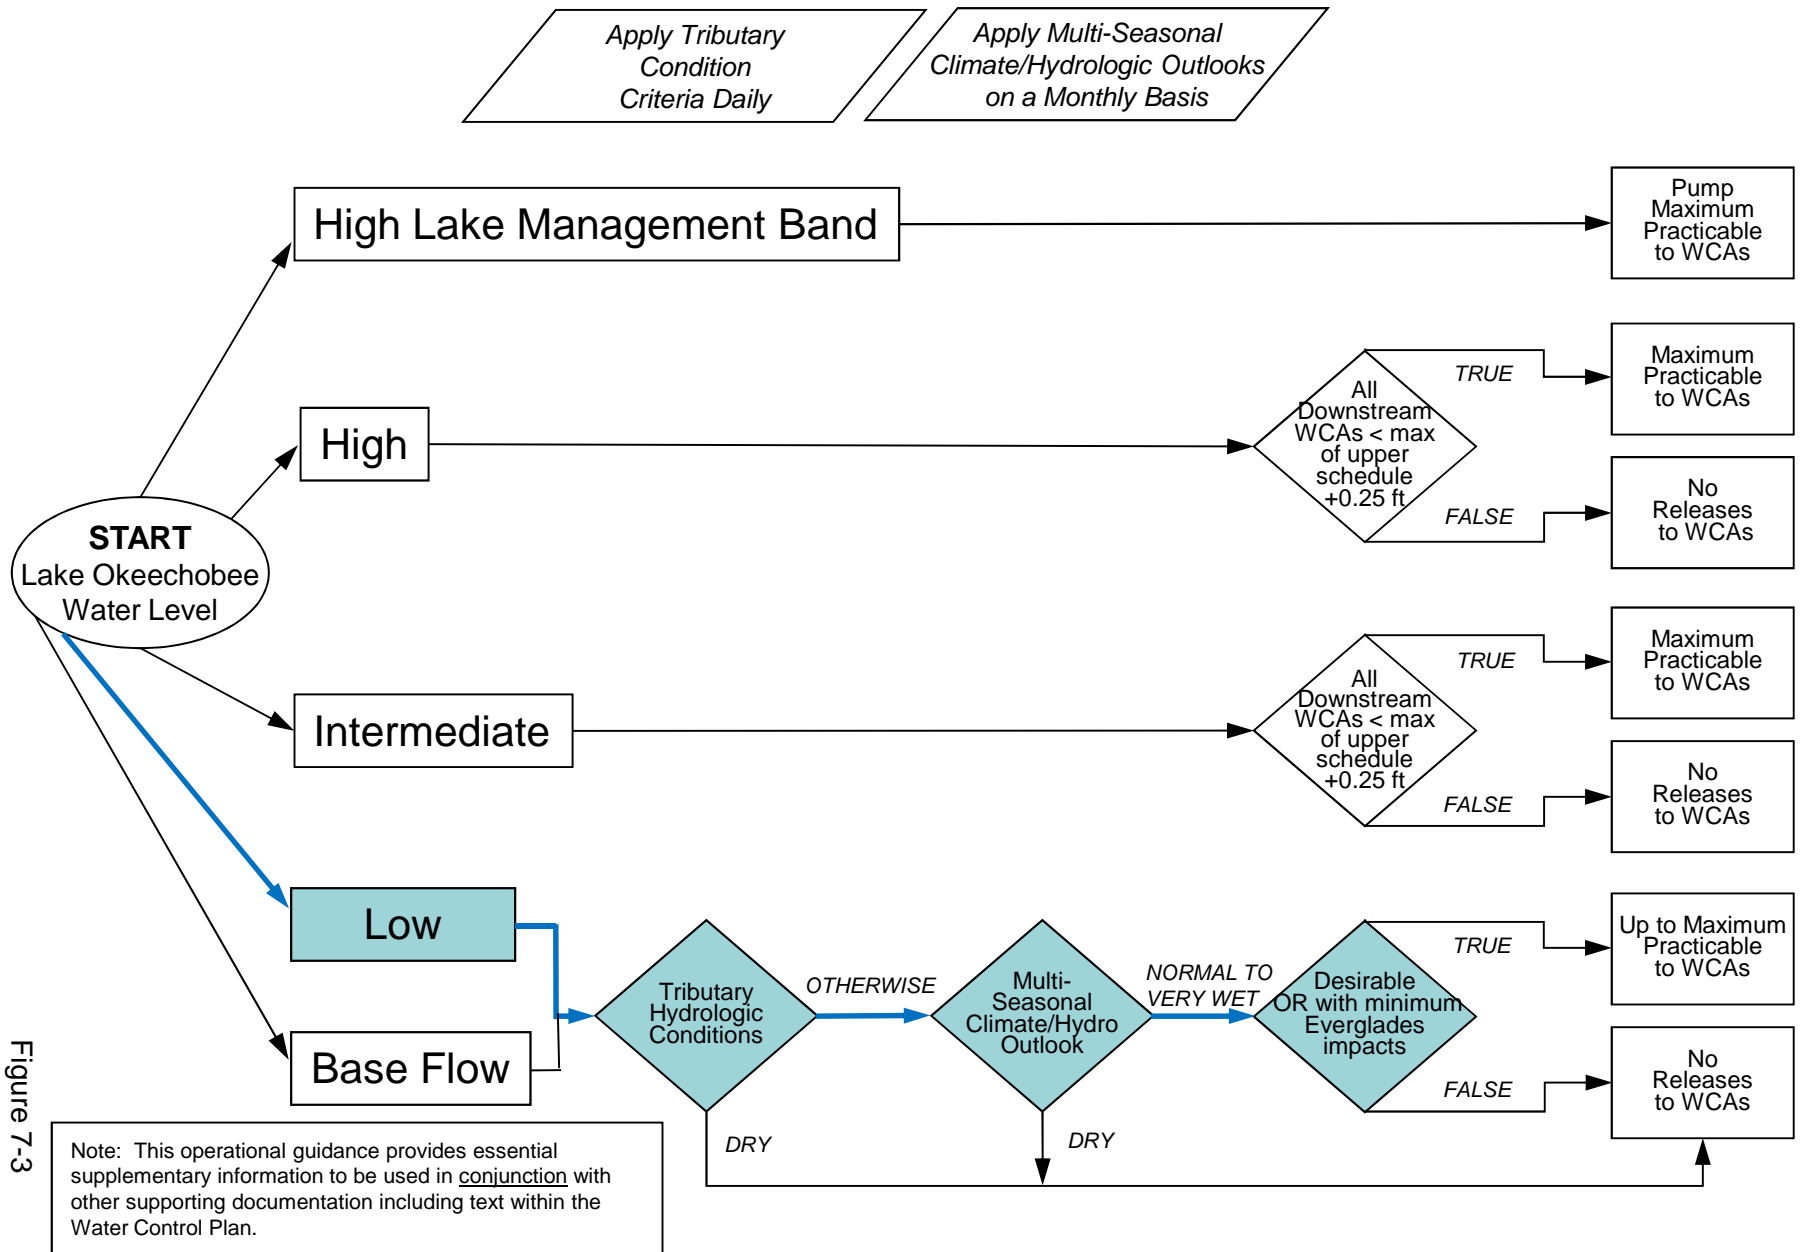 Apply Tributary
Condition
Criteria Daily
Apply Multi-Seasonal
Climate/Hydrologic Outlooks
on a Monthly Basis
High Lake Management Band
Pump
Maximum
Practicable
to WCAs
High
All
Downstream
WCAs < max
of upper
schedule
+0.25 ft
TRUE
Maximum
Practicable
to WCAs
FALSE
No
Releases
to WCAs
START
Lake Okeechobee
Water Level
Intermediate
All
Downstream
WCAs < max
of upper
schedule
+0.25 ft
TRUE
Maximum
Practicable
to WCAs
FALSE
No
Releases
to WCAs
Low
Base Flow
Tributary
Hydrologic
Conditions
OTHERWISE
DRY
Multi-
Seasonal
Climate/Hydro
Outlook
NORMAL TO
VERY WET
DRY
Desirable
OR with minimum
Everglades
impacts
TRUE
Up to Maximum
Practicable
to WCAs
FALSE
No
Releases
to WCAs
Note:  This operational guidance provides essential
supplementary information to be used in conjunction with
other supporting documentation including text within the
Water Control Plan.
Figure 7-3